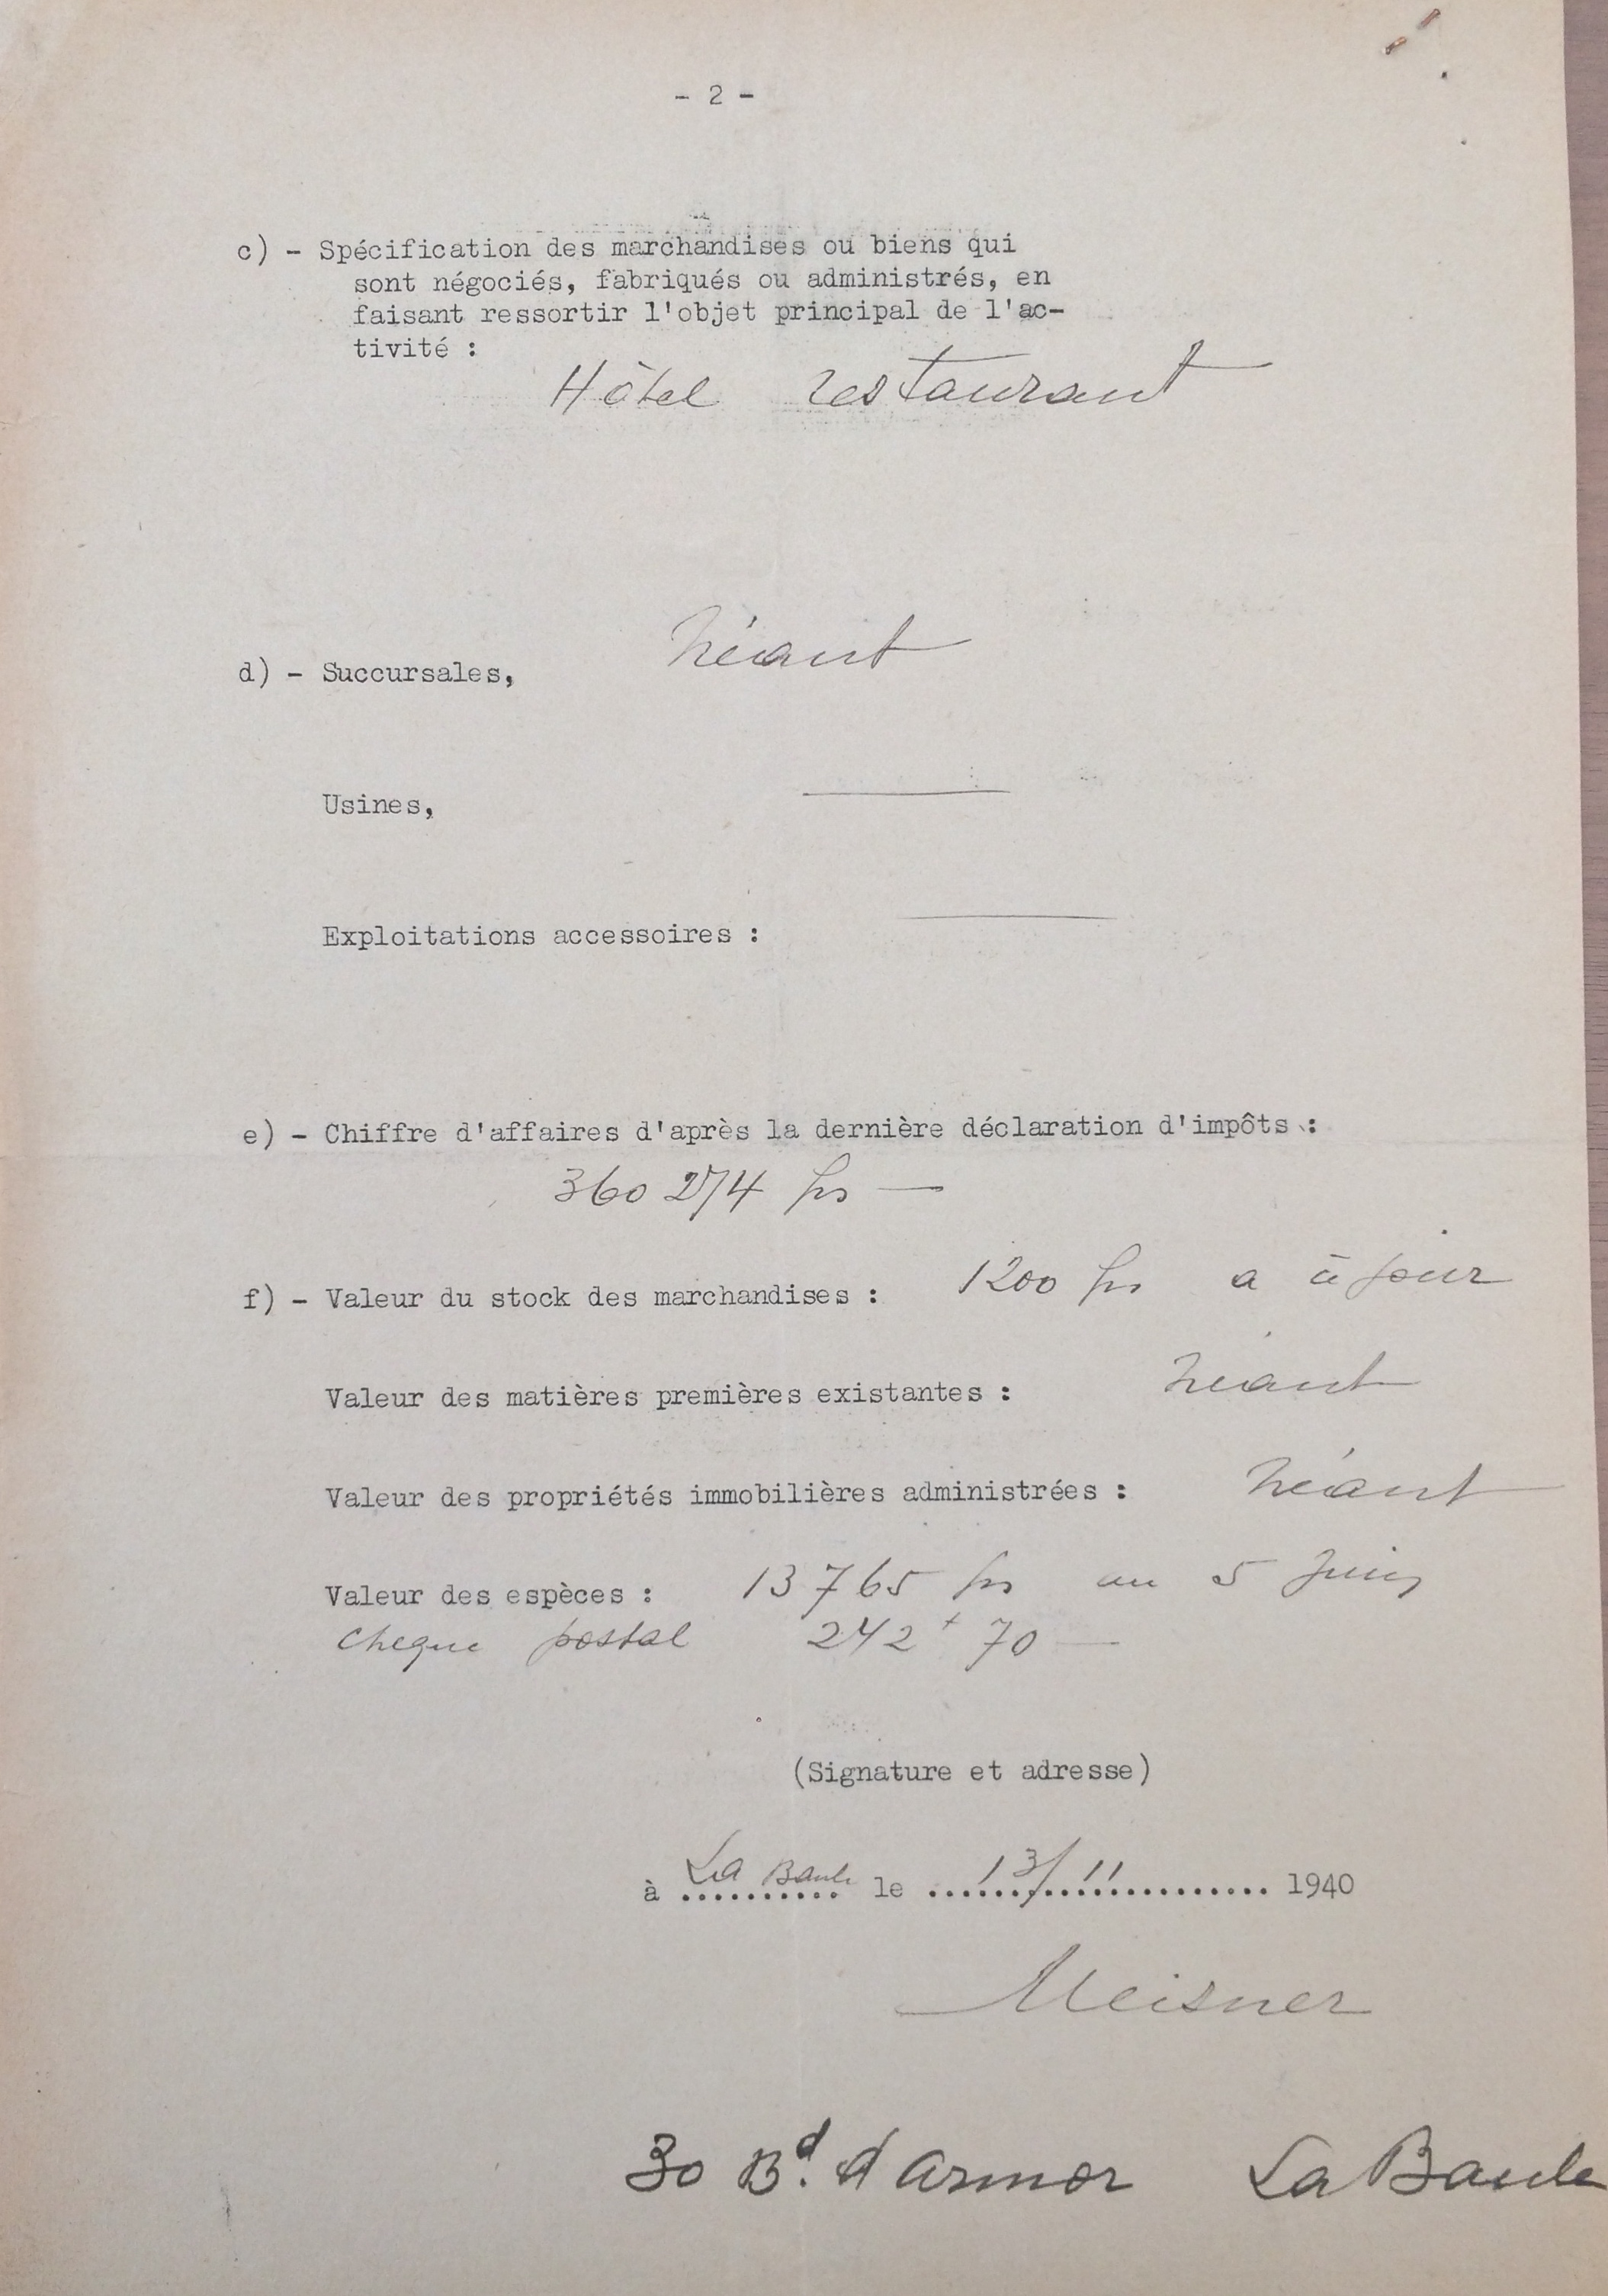 - 2 -
c) - Spécification des marchandises ou biens qui
sont négociés, fabriqués ou administrés, en
faisant ressortir l'objet principal de l'ac-
tivité :
Hôtel restaurant
Néant
d) - Succursales,
Usines,
Exploitations accessoires :
e) - Chiffre d'affaires d'après la dernière déclaration d'impôts :
360 274 frs —
f) - Valeur du stock des marchandises : 1200 frs a à jour
Valeur des matières premières existantes : Néant
Valeur des propriétés immobilières administrées : Néant
Valeur des espèces : 13 765 frs au 5 Juin
cheque postal 242 + 70 —
(Signature et adresse)
à La Baule le 13/11 1940
Meisner
30 Bd. d'armor La Baule